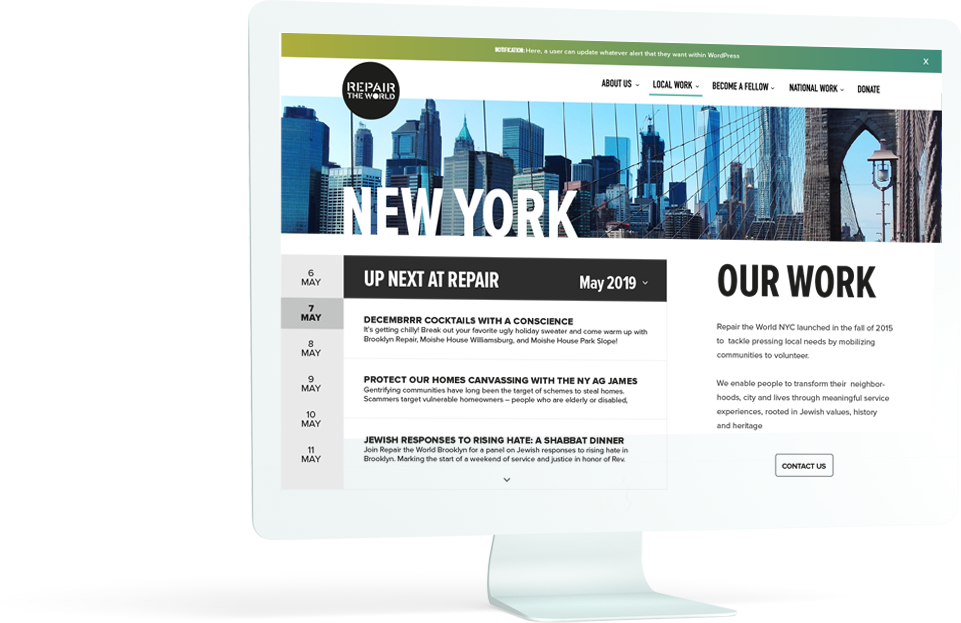 NOTIFICATION: Here, a user can update whatever alert that they want within WordPress
X
REPAIR
THE WORLD
ABOUT US
LOCAL WORK
BECOME A FELLOW
NATIONAL WORK
DONATE
NEW YORK
6
MAY
7
MAY
8
MAY
9
MAY
10
MAY
11
MAY
UP NEXT AT REPAIR
May 2019
DECEMBRRR COCKTAILS WITH A CONSCIENCE
It's getting chilly! Break out your favorite ugly holiday sweater and come warm up with
Brooklyn Repair, Moishe House Williamsburg, and Moishe House Park Slope!
PROTECT OUR HOMES CANVASSING WITH THE NY AG JAMES
Gentrifying communities have long been the target of schemes to steal homes.
Scammers target vulnerable homeowners – people who are elderly or disabled,
JEWISH RESPONSES TO RISING HATE: A SHABBAT DINNER
Join Repair the World Brooklyn for a panel on Jewish responses to rising hate in
Brooklyn. Marking the start of a weekend of service and justice in honor of Rev.
OUR WORK
Repair the World NYC launched in the fall of 2015
to tackle pressing local needs by mobilizing
communities to volunteer.
We enable people to transform their neighbor-
hoods, city and lives through meaningful service
experiences, rooted in Jewish values, history
and heritage
CONTACT US